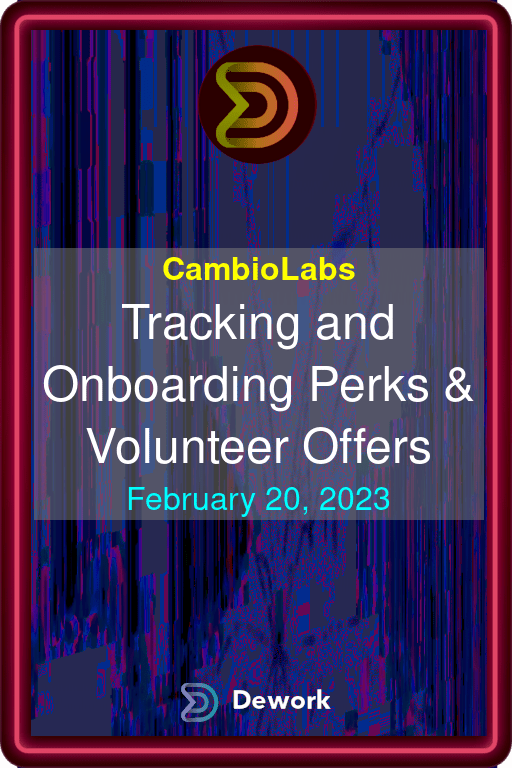 CambioLabs
Tracking and
Onboarding Perks &
Volunteer Offers
February 20, 2023
Dework